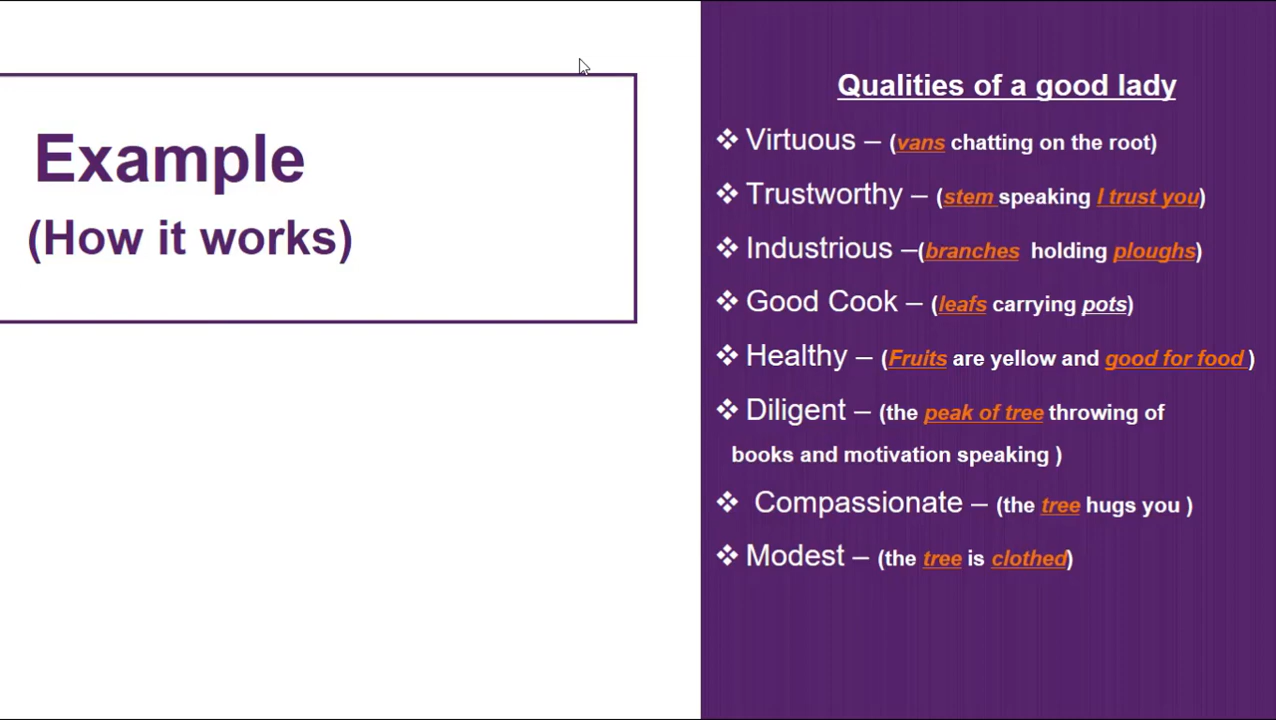 Example
(How it works)
Qualities of a good lady
❖ Virtuous – (vans chatting on the root)
❖ Trustworthy – (stem speaking I trust you)
❖ Industrious –(branches holding ploughs)
❖ Good Cook – (leafs carrying pots)
❖ Healthy – (Fruits are yellow and good for food )
❖ Diligent – (the peak of tree throwing of
books and motivation speaking )
❖ Compassionate – (the tree hugs you )
❖ Modest – (the tree is clothed)